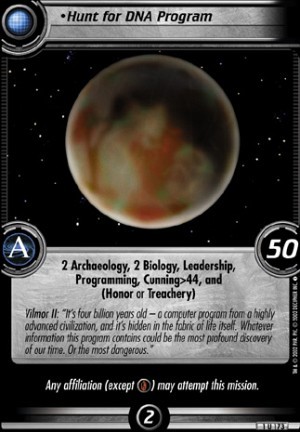 •Hunt for DNA Program
A
50
2 Archaeology, 2 Biology, Leadership,
Programming, Cunning>44, and
(Honor or Treachery)
Vilmor II: "It's four billion years old – a computer program from a highly
advanced civilization, and it's hidden in the fabric of life itself. Whatever
information this program contains could be the most profound discovery
of our time. Or the most dangerous."
Any affiliation (except ) may attempt this mission.
2